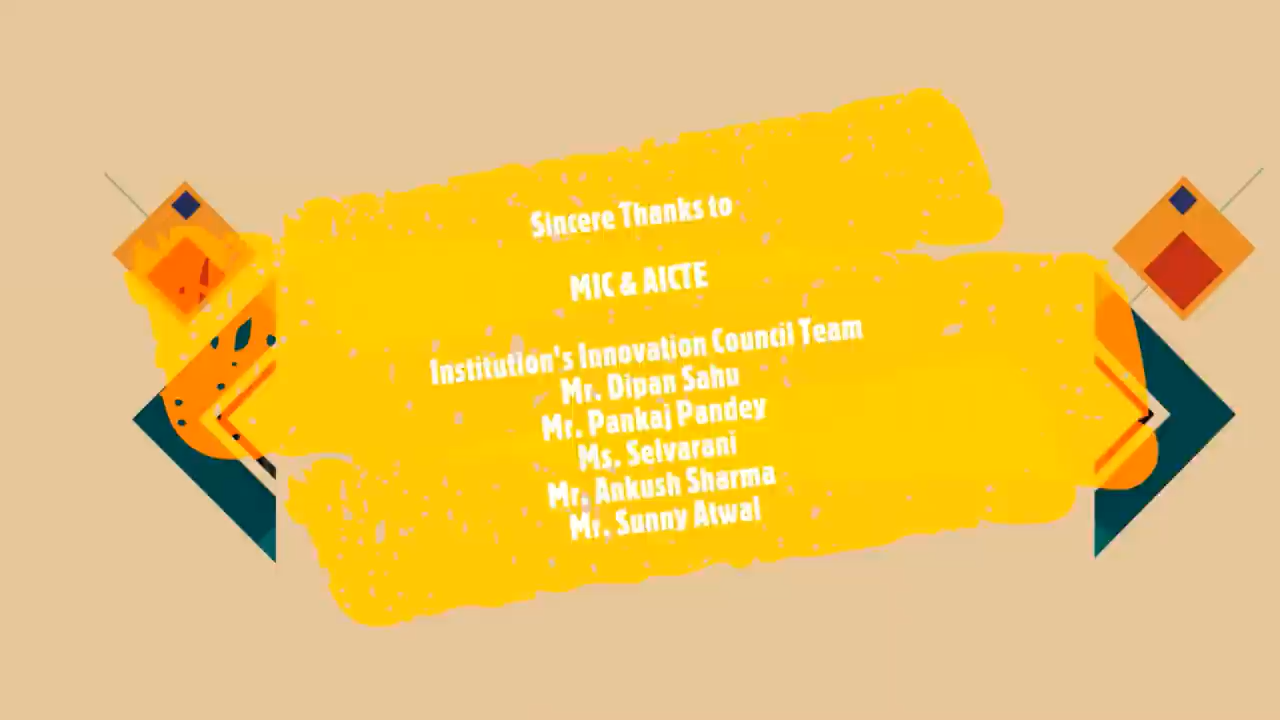 Sincere Thanks to
MIC & AICTE
Institution's Innovation Council Team
Mr. Dipan Sahu
Mr. Pankaj Pandey
Ms. Selvarani
Mr. Ankush Sharma
Mr. Sunny Atwal